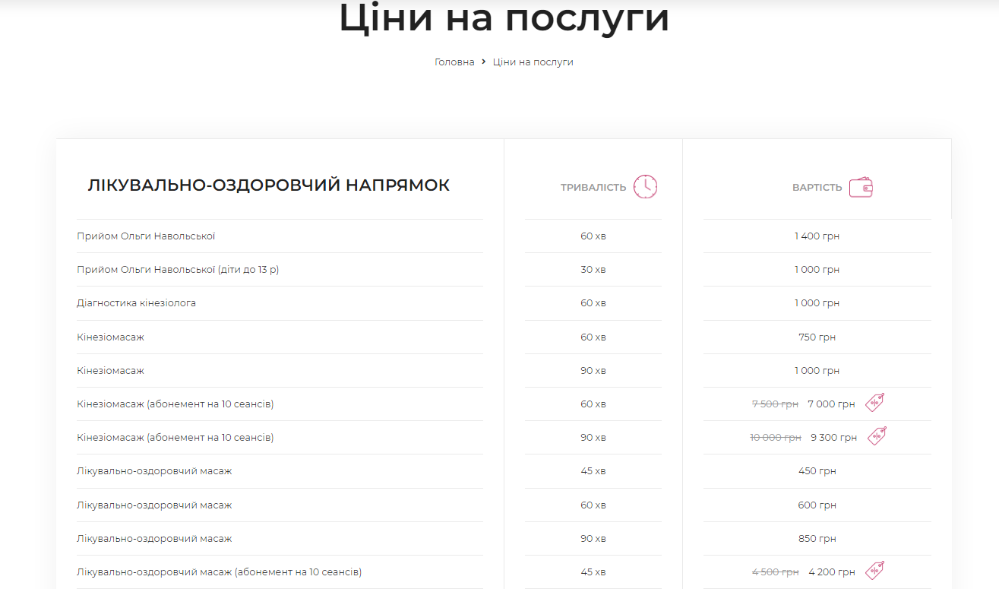 Ціни на послуги
Головна > Ціни на послуги
ЛІКУВАЛЬНО-ОЗДОРОВЧИЙ НАПРЯМОК ТРИВАЛІСТЬ ВАРТІСТЬ
Прийом Ольги Навольської 60 хв 1 400 грн
Прийом Ольги Навольської (діти до 13 р) 30 хв 1 000 грн
Діагностика кінезіолога 60 хв 1 000 грн
Кінезіомасаж 60 хв 750 грн
Кінезіомасаж 90 хв 1 000 грн
Кінезіомасаж (абонемент на 10 сеансів) 60 хв 7 500 грн 7 000 грн
Кінезіомасаж (абонемент на 10 сеансів) 90 хв 10 000 грн 9 300 грн
Лікувально-оздоровчий масаж 45 хв 450 грн
Лікувально-оздоровчий масаж 60 хв 600 грн
Лікувально-оздоровчий масаж 90 хв 850 грн
Лікувально-оздоровчий масаж (абонемент на 10 сеансів) 45 хв 4 500 грн 4 200 грн